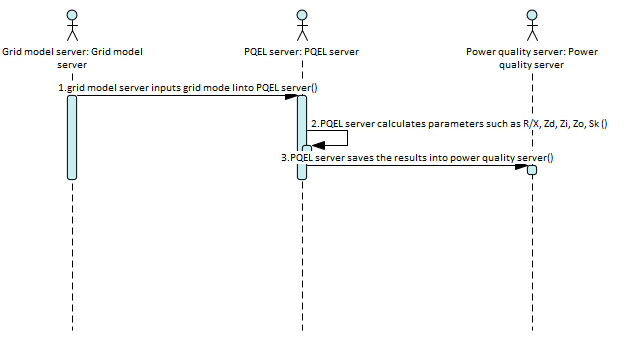 Grid model server: Grid model
server
PQEL server: PQEL server
Power quality server: Power
quality server
1.grid model server inputs grid mode linto PQEL server()
2.PQEL server calculates parameters such as R/X, Zd, Zi, Zo, Sk ()
3.PQEL server saves the results into power quality server()